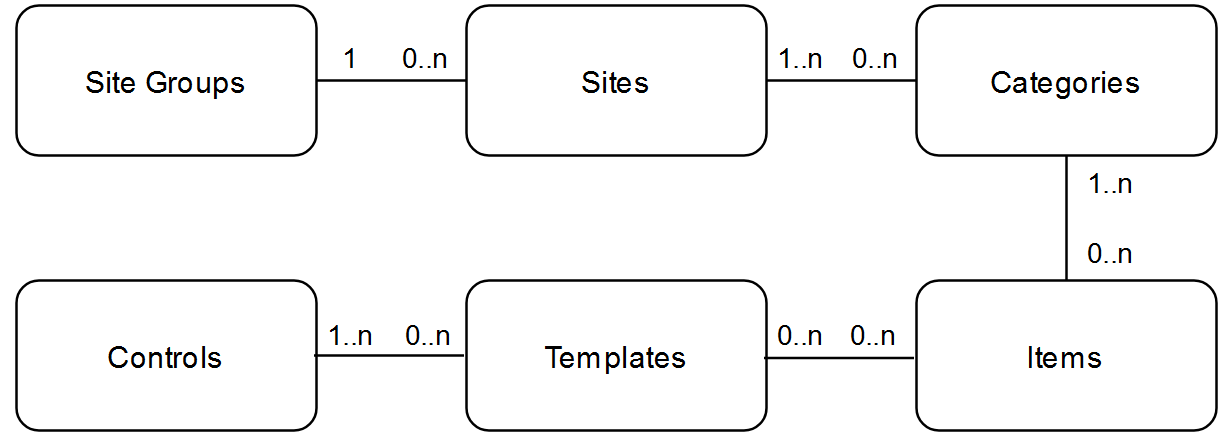 Site Groups
1
0..n
Sites
1..n
0..n
Categories
1..n
0..n
Controls
1..n
0..n
Templates
0..n
0..n
Items